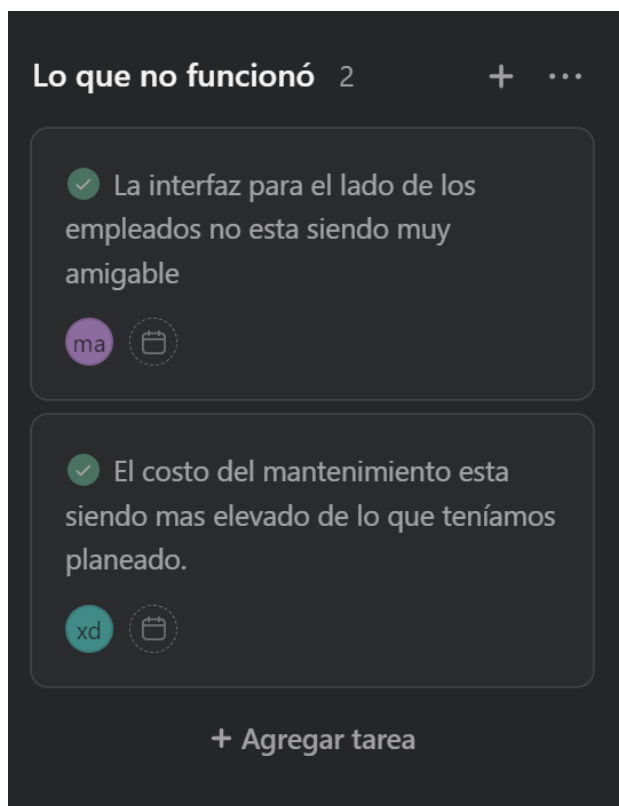 Lo que no funcionó 2 + ...
La interfaz para el lado de los
empleados no esta siendo muy
amigable
ma
El costo del mantenimiento esta
siendo mas elevado de lo que teníamos
planeado.
xd
+ Agregar tarea